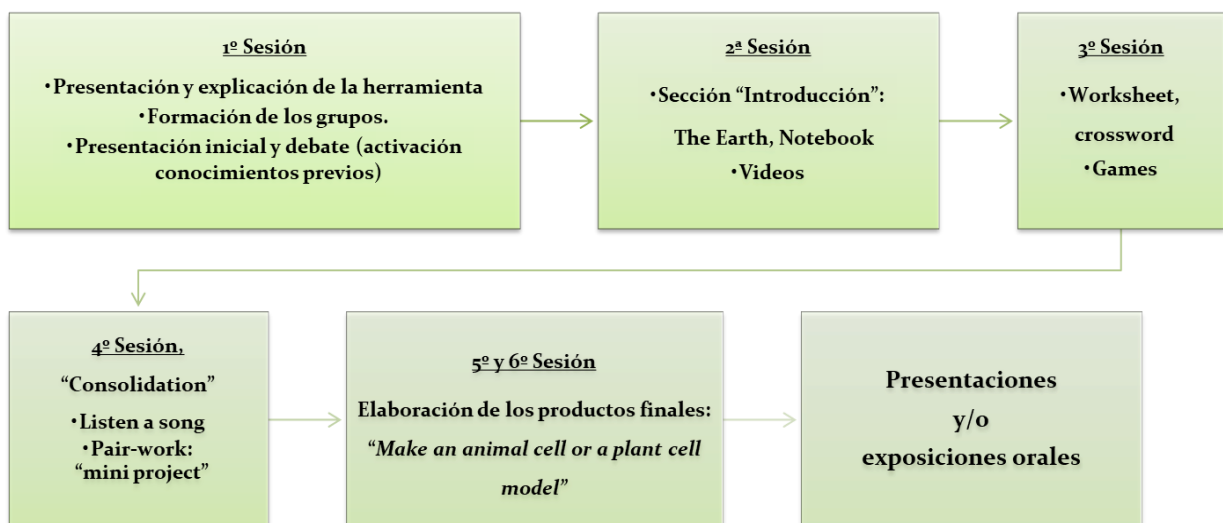 1º Sesión
•Presentación y explicación de la herramienta
•Formación de los grupos.
•Presentación inicial y debate (activación
conocimientos previos)
2ª Sesión
•Sección “Introducción”:
The Earth, Notebook
•Videos
3º Sesión
•Worksheet,
crossword
•Games
4º Sesión,
“Consolidation”
•Listen a song
•Pair-work:
“mini project”
5º y 6º Sesión
Elaboración de los productos finales:
“Make an animal cell or a plant cell
model”
Presentaciones
y/o
exposiciones orales